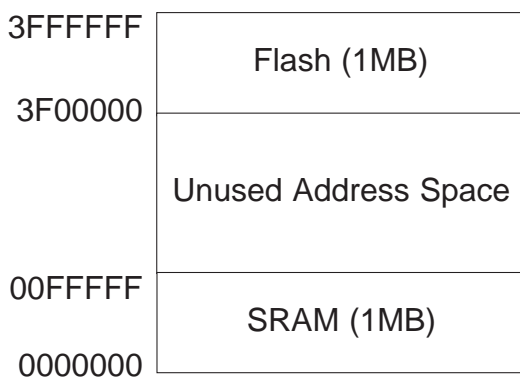 3FFFFFF
Flash (1MB)
3F00000
Unused Address Space
00FFFFF
SRAM (1MB)
0000000